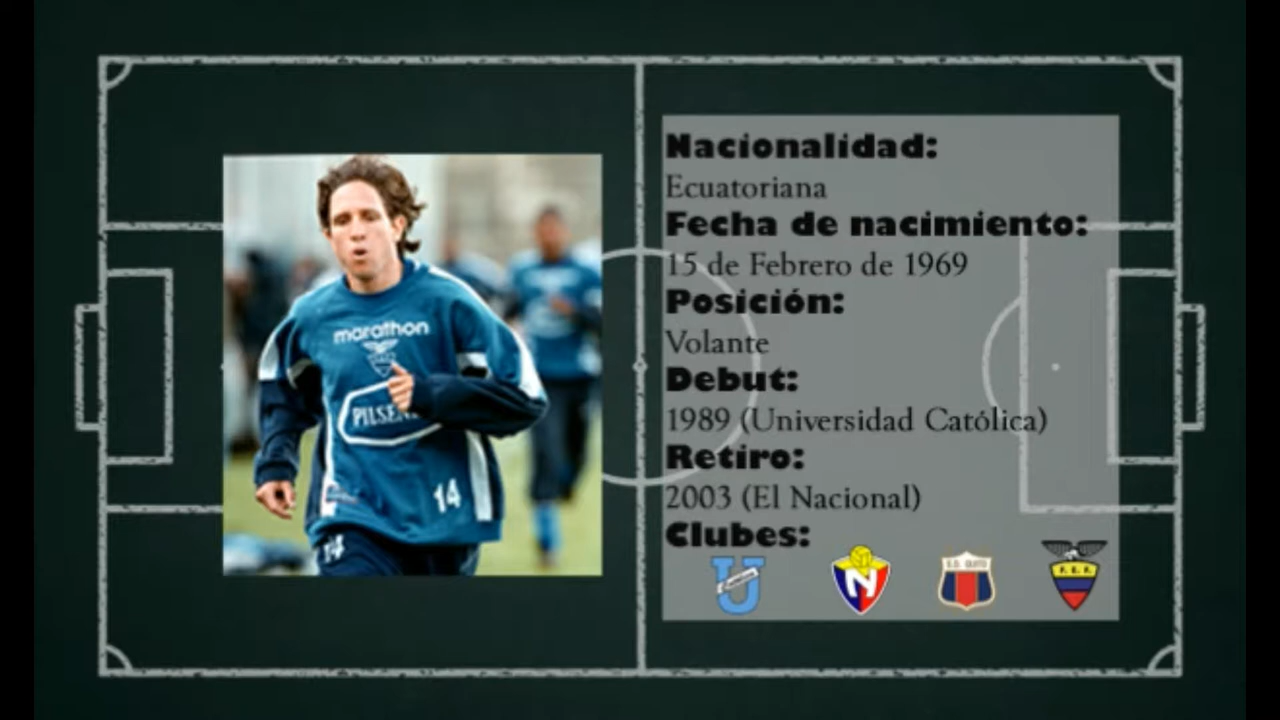 Nacionalidad:
Ecuatoriana
Fecha de nacimiento:
15 de Febrero de 1969
Posición:
Volante
Debut:
1989 (Universidad Católica)
Retiro:
2003 (El Nacional)
Clubes:
marathon
14
14
U
N
S.D. QUITO
F.E.F.